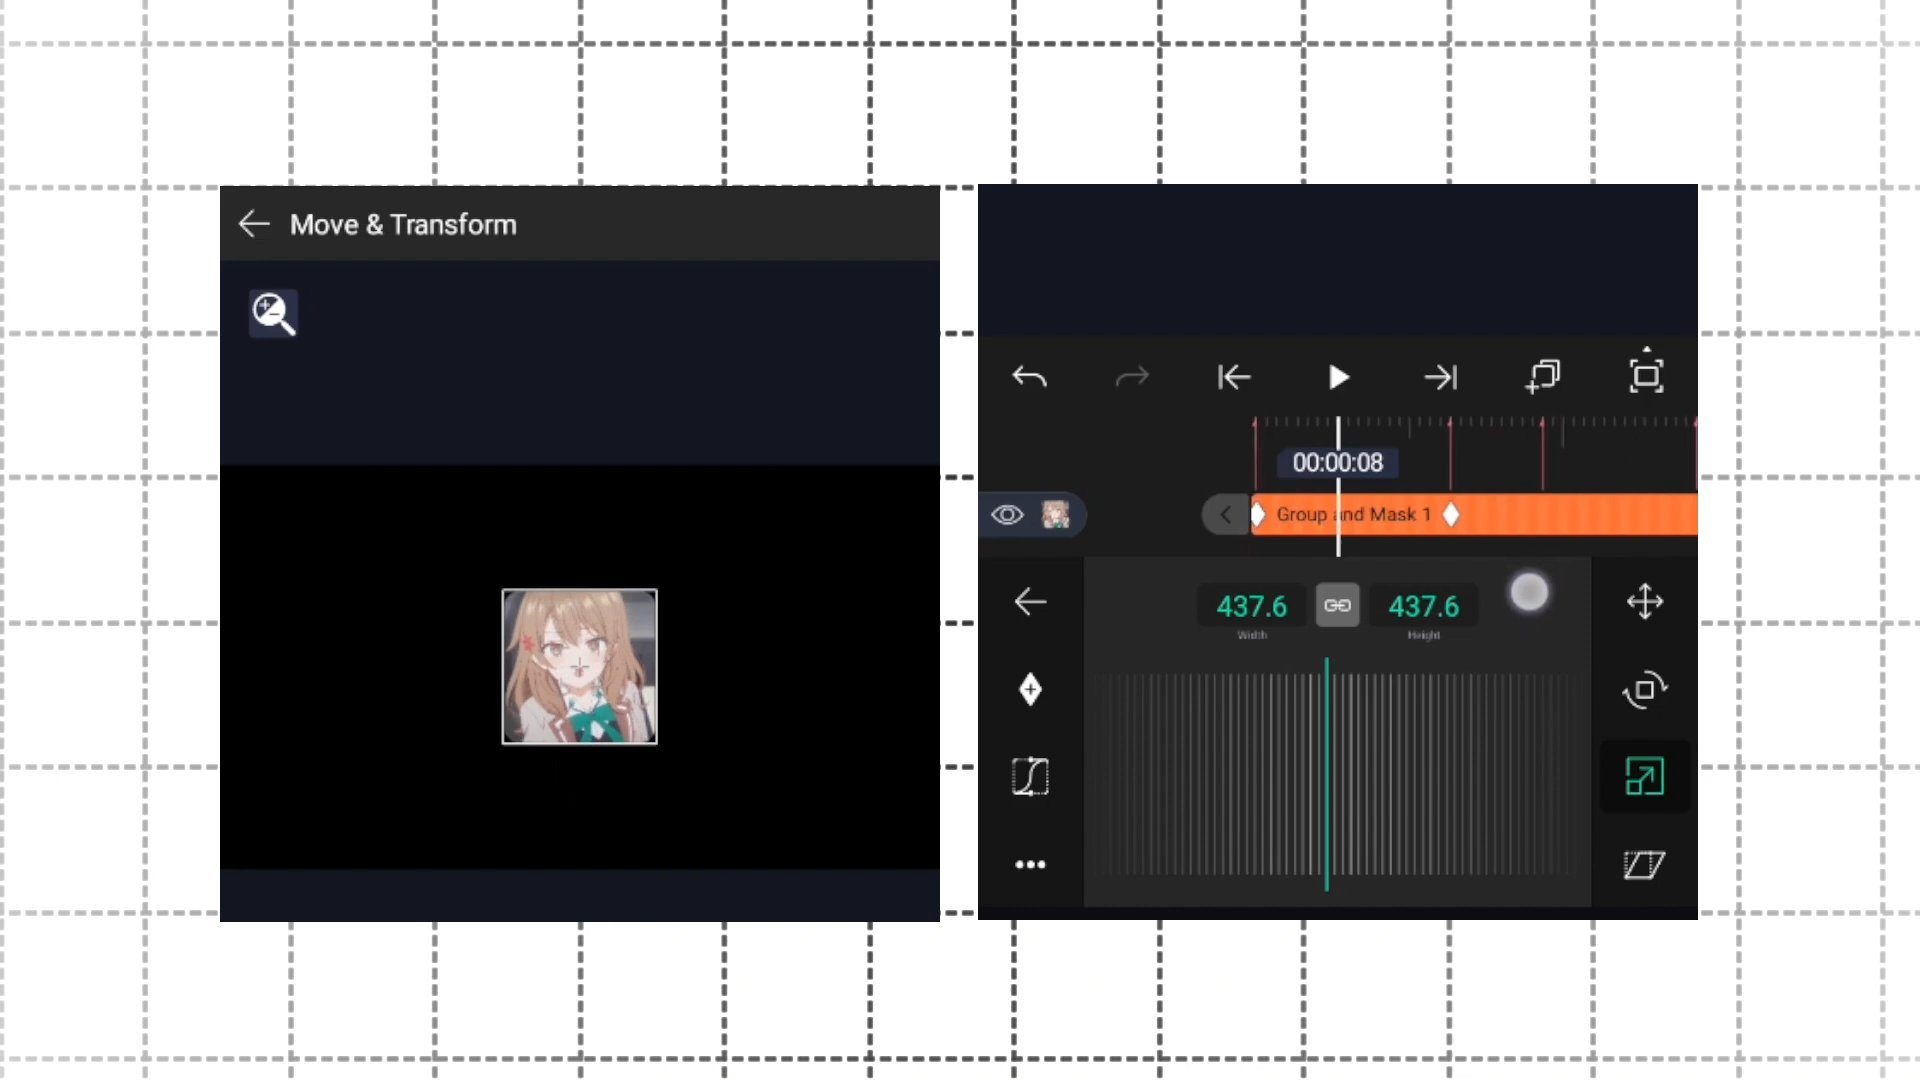 Move & Transform
00:00:08
Group and Mask 1
437.6
437.6
Width
Height